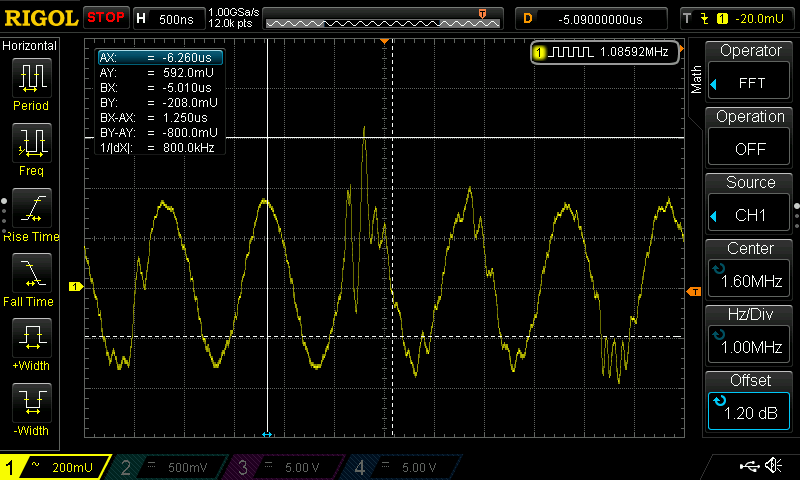 RIGOL STOP H 500ns 1.00GSa/s 12.0k pts T D -5.09000000us T 1 -20.0mU
Horizontal
Period
Freq
Rise Time
Fall Time
+Width
-Width
AX: = -6.260us
AY: = 592.0mU
BX: = -5.010us
BY: = -208.0mU
BX-AX: = 1.250us
BY-AY: = -800.0mU
1/|dX|: = 800.0kHz
1 1.08592MHz
1
T
Math
Operator
FFT
Operation
OFF
Source
CH1
Center
1.60MHz
Hz/Div
1.00MHz
Offset
1.20 dB
1 ~ 200mU 2 = 500mV 3 = 5.00 V 4 = 5.00 V